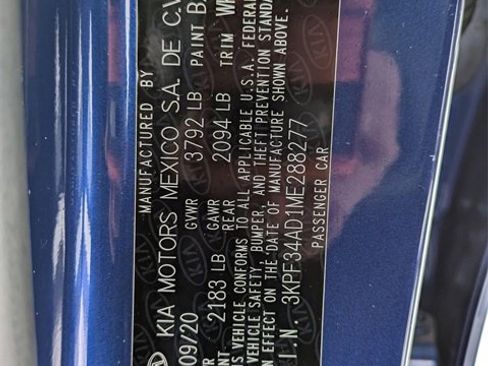 MANUFACTURED BY
KIA MOTORS MEXICO S.A. DE C.V
09/20 GVWR 3792 LB PAINT B
2183 LB GAWR REAR 2094 LB TRIM
IS VEHICLE CONFORMS TO ALL APPLICABLE U.S.A. FEDERAL
VEHICLE SAFETY, BUMPER, AND THEFT PREVENTION STANDA
EFFECT ON THE DATE OF MANUFACTURE SHOWN ABOVE.
I.N. 3KPF34AD1ME288277
PASSENGER CAR